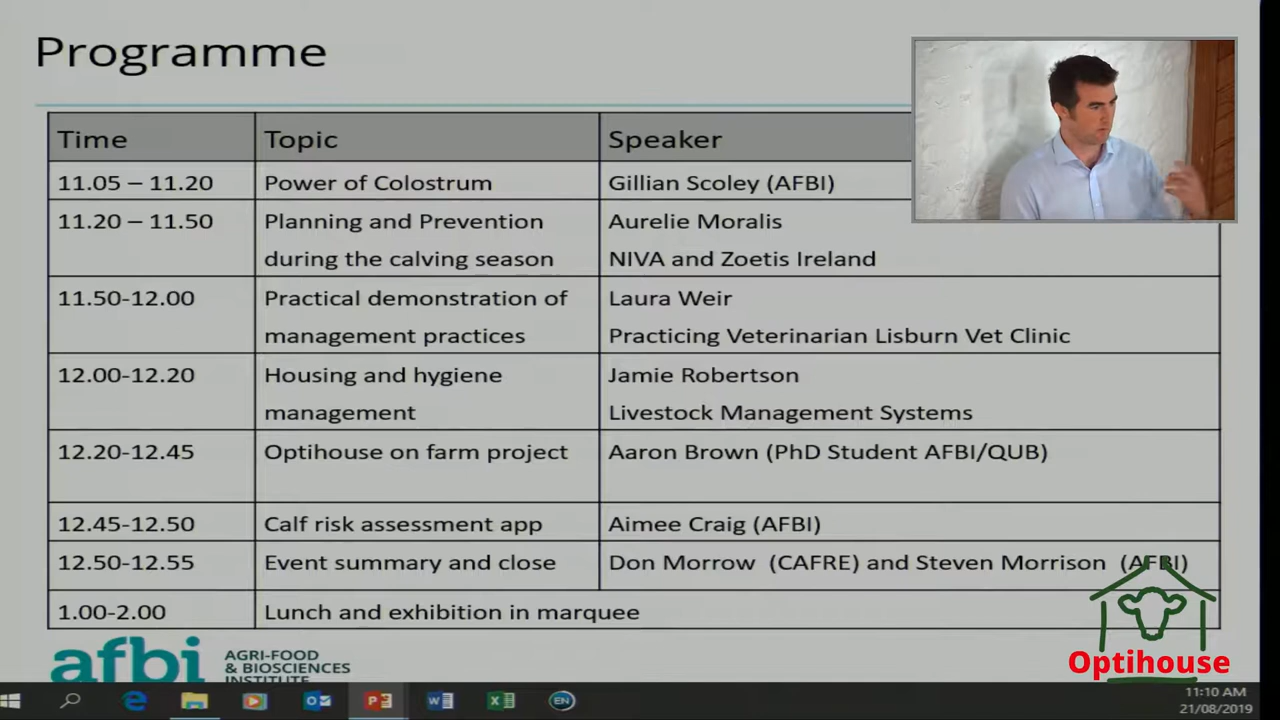 Programme
Time Topic Speaker
11.05 – 11.20 Power of Colostrum Gillian Scoley (AFBI)
11.20 – 11.50 Planning and Prevention Aurelie Moralis
during the calving season NIVA and Zoetis Ireland
11.50-12.00 Practical demonstration of Laura Weir
management practices Practicing Veterinarian Lisburn Vet Clinic
12.00-12.20 Housing and hygiene Jamie Robertson
management Livestock Management Systems
12.20-12.45 Optihouse on farm project Aaron Brown (PhD Student AFBI/QUB)
12.45-12.50 Calf risk assessment app Aimee Craig (AFBI)
12.50-12.55 Event summary and close Don Morrow (CAFRE) and Steven Morrison (AFBI)
1.00-2.00 Lunch and exhibition in marquee
afbi AGRI-FOOD
& BIOSCIENCES
INSTITUTE
Optihouse
EN
11:10 AM
21/08/2019